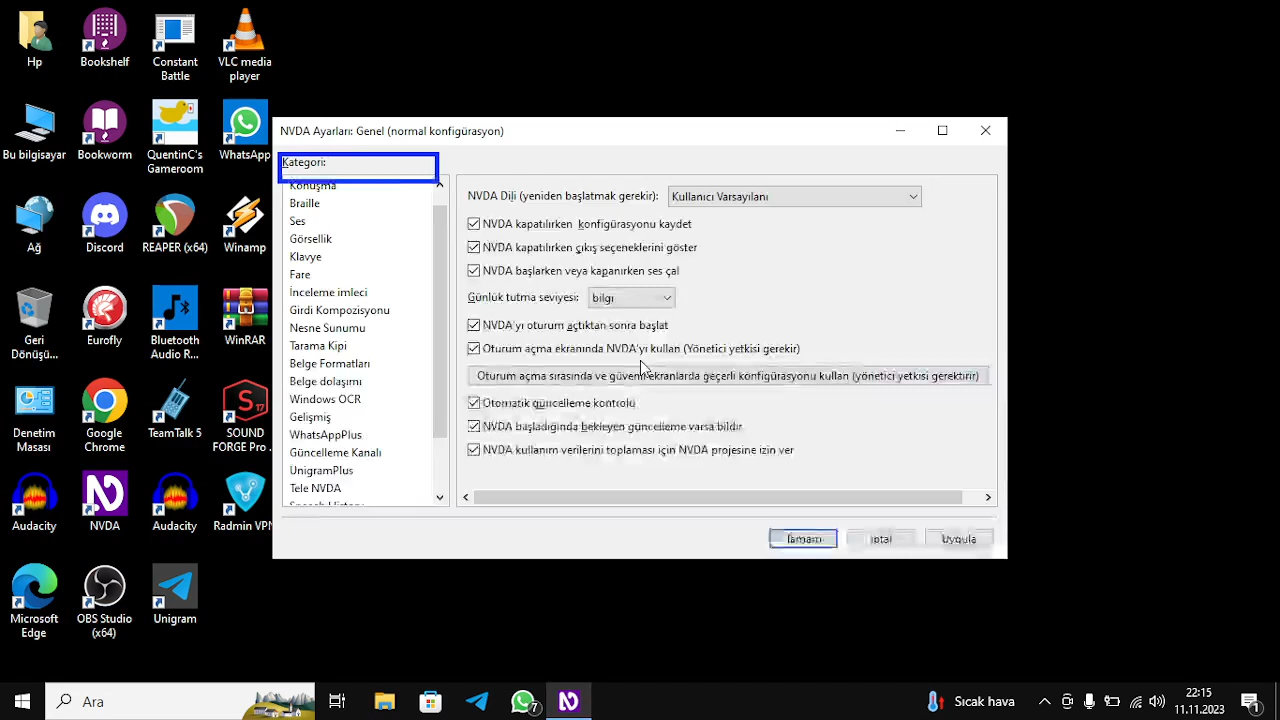 Hp
Bookshelf
Constant
Battle
VLC media
player
Bu bilgisayar
Bookworm
QuentinC's
Gameroom
WhatsApp
Ağ
Discord
REAPER (x64)
Winamp
Geri
Dönüşü...
Eurofly
Bluetooth
Audio R...
WinRAR
Denetim
Masası
Google
Chrome
TeamTalk 5
SOUND
FORGE Pro ...
Audacity
NVDA
Audacity
Radmin VPN
Microsoft
Edge
OBS Studio
(x64)
Unigram
NVDA Ayarları: Genel (normal konfigürasyon)
Kategori:
Konuşma
Braille
Ses
Görsellik
Klavye
Fare
İnceleme imleci
Girdi Kompozisyonu
Nesne Sunumu
Tarama Kipi
Belge Formatları
Belge dolaşımı
Windows OCR
Gelişmiş
WhatsAppPlus
Güncelleme Kanalı
UnigramPlus
Tele NVDA
Speech History
NVDA Dili (yeniden başlatmak gerekir): Kullanıcı Varsayılanı
NVDA kapatılırken konfigürasyonu kaydet
NVDA kapatılırken çıkış seçeneklerini göster
NVDA başlarken veya kapanırken ses çal
Günlük tutma seviyesi: bilgi
NVDA'yı oturum açtıktan sonra başlat
Oturum açma ekranında NVDA'yı kullan (Yönetici yetkisi gerekir)
Oturum açma sırasında ve güvenli ekranlarda geçerli konfigürasyonu kullan (yönetici yetkisi gerektirir)
Otomatik güncelleme kontrolü
NVDA başladığında bekleyen güncelleme varsa bildir
NVDA kullanım verilerini toplaması için NVDA projesine izin ver
Tamam İptal Uygula
Ara
7
Sıcak hava
22:15
11.11.2023
1